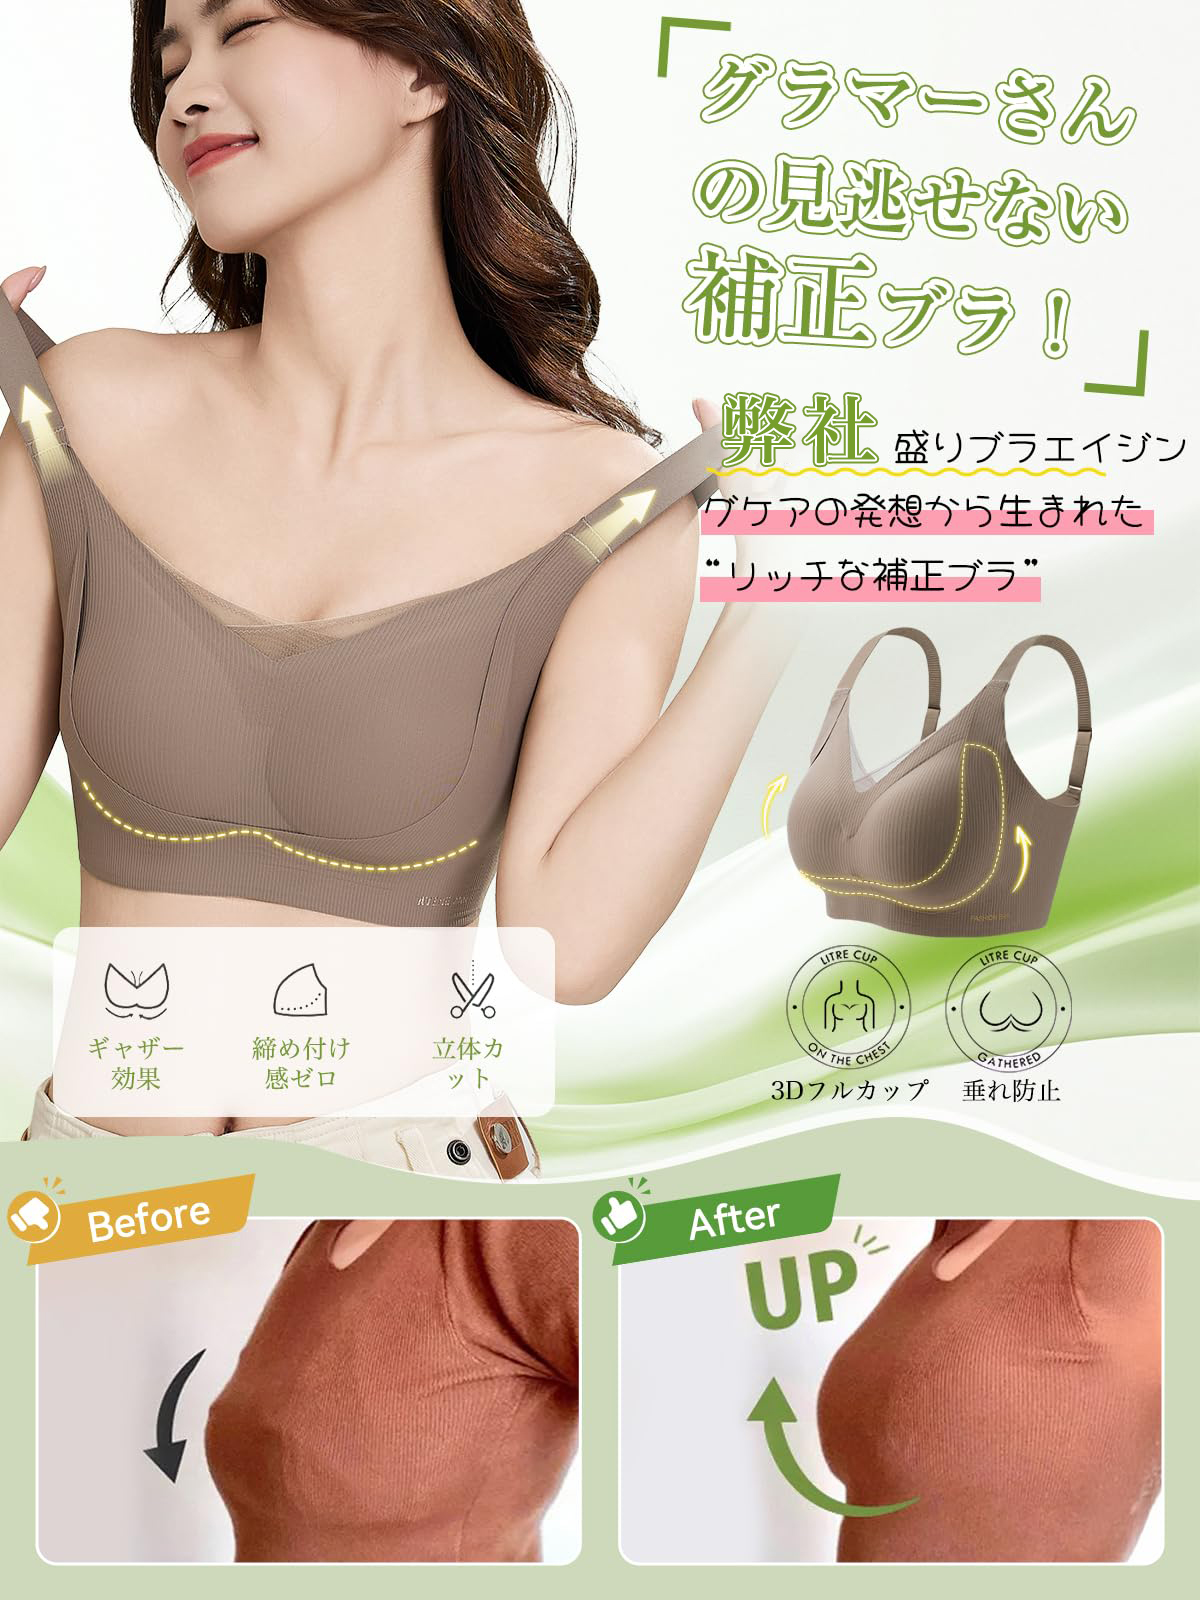 「グラマーさん
の見逃せない
補正ブラ！」
弊社 盛りブラエイジン
グケアの発想から生まれた
“リッチな補正ブラ”
ギャザー
効果
締め付け
感ゼロ
立体カ
ット
LITRE CUP
ON THE CHEST
3Dフルカップ
LITRE CUP
GATHERED
垂れ防止
Before
After
UP